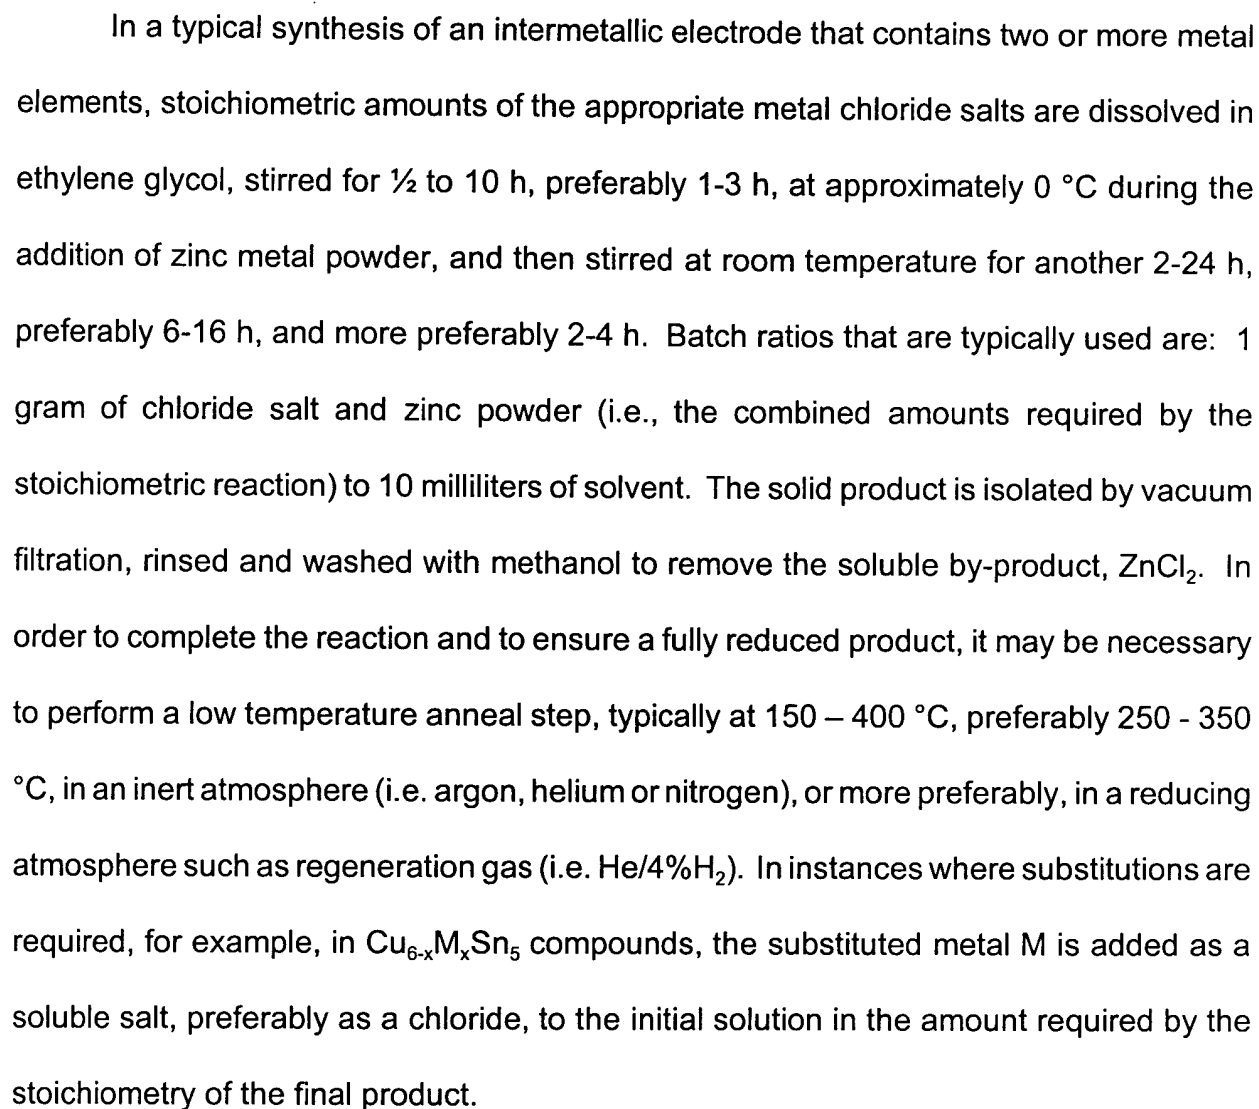 In a typical synthesis of an intermetallic electrode that contains two or more metal
elements, stoichiometric amounts of the appropriate metal chloride salts are dissolved in
ethylene glycol, stirred for ½ to 10 h, preferably 1-3 h, at approximately 0 °C during the
addition of zinc metal powder, and then stirred at room temperature for another 2-24 h,
preferably 6-16 h, and more preferably 2-4 h. Batch ratios that are typically used are: 1
gram of chloride salt and zinc powder (i.e., the combined amounts required by the
stoichiometric reaction) to 10 milliliters of solvent. The solid product is isolated by vacuum
filtration, rinsed and washed with methanol to remove the soluble by-product, ZnCl₂. In
order to complete the reaction and to ensure a fully reduced product, it may be necessary
to perform a low temperature anneal step, typically at 150 – 400 °C, preferably 250 - 350
°C, in an inert atmosphere (i.e. argon, helium or nitrogen), or more preferably, in a reducing
atmosphere such as regeneration gas (i.e. He/4%H₂). In instances where substitutions are
required, for example, in Cu₆₋ₓMₓSn₅ compounds, the substituted metal M is added as a
soluble salt, preferably as a chloride, to the initial solution in the amount required by the
stoichiometry of the final product.